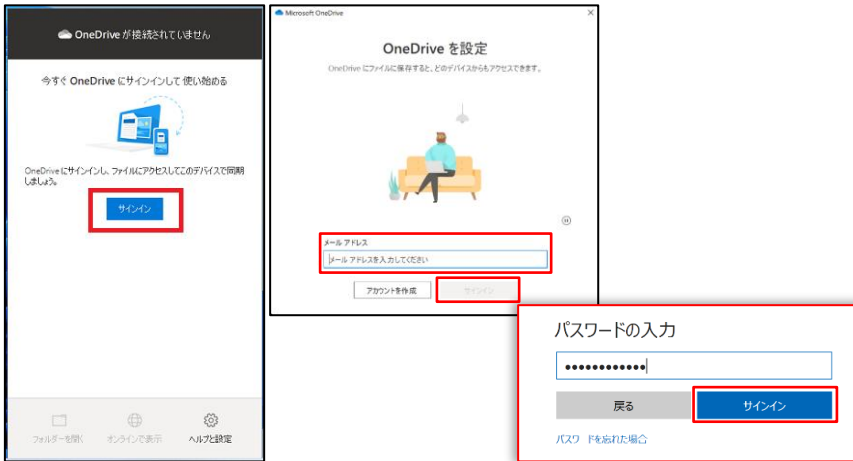 OneDrive が接続されていません
今すぐ OneDrive にサインインして使い始める
OneDrive にサインインし、ファイルにアクセスしてこのデバイスで同期
しましょう。
サインイン
フォルダーを開く
オンラインで表示
ヘルプと設定
Microsoft OneDrive
OneDrive を設定
OneDrive にファイルに保存すると、どのデバイスからもアクセスできます。
メール アドレス
メール アドレスを入力してください
アカウントを作成
サインイン
パスワードの入力
••••••••••••
戻る
サインイン
パスワードを忘れた場合